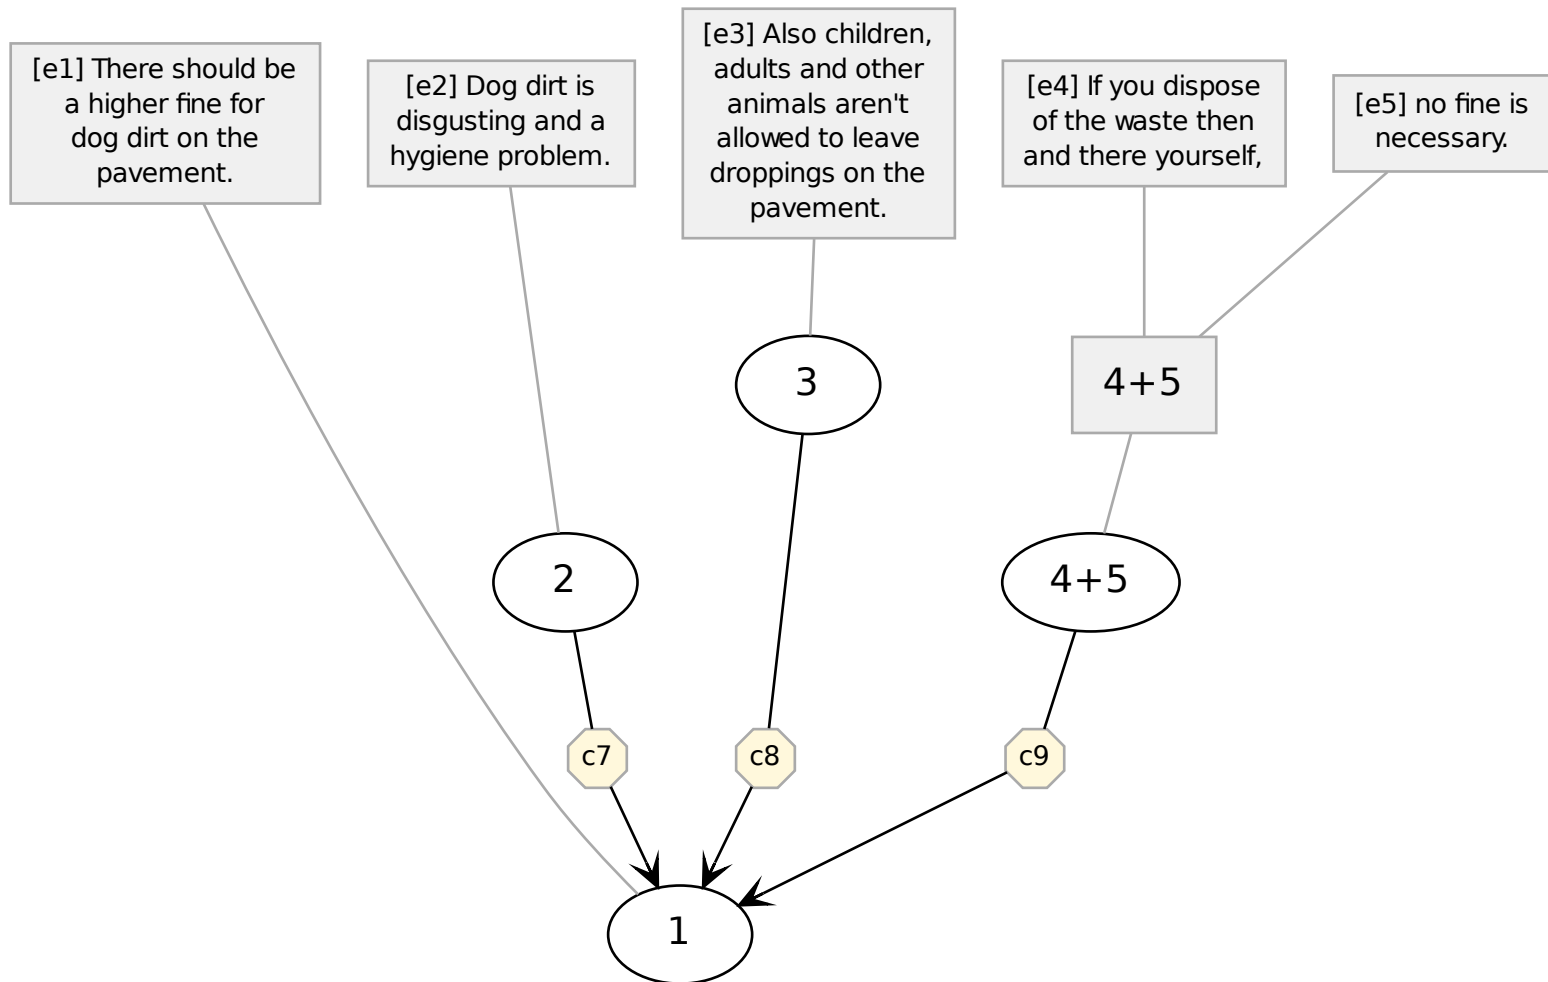 [e1] There should be
a higher fine for
dog dirt on the
pavement.
[e2] Dog dirt is
disgusting and a
hygiene problem.
[e3] Also children,
adults and other
animals aren't
allowed to leave
droppings on the
pavement.
[e4] If you dispose
of the waste then
and there yourself,
[e5] no fine is
necessary.
3
4+5
2
4+5
c7
c8
c9
1